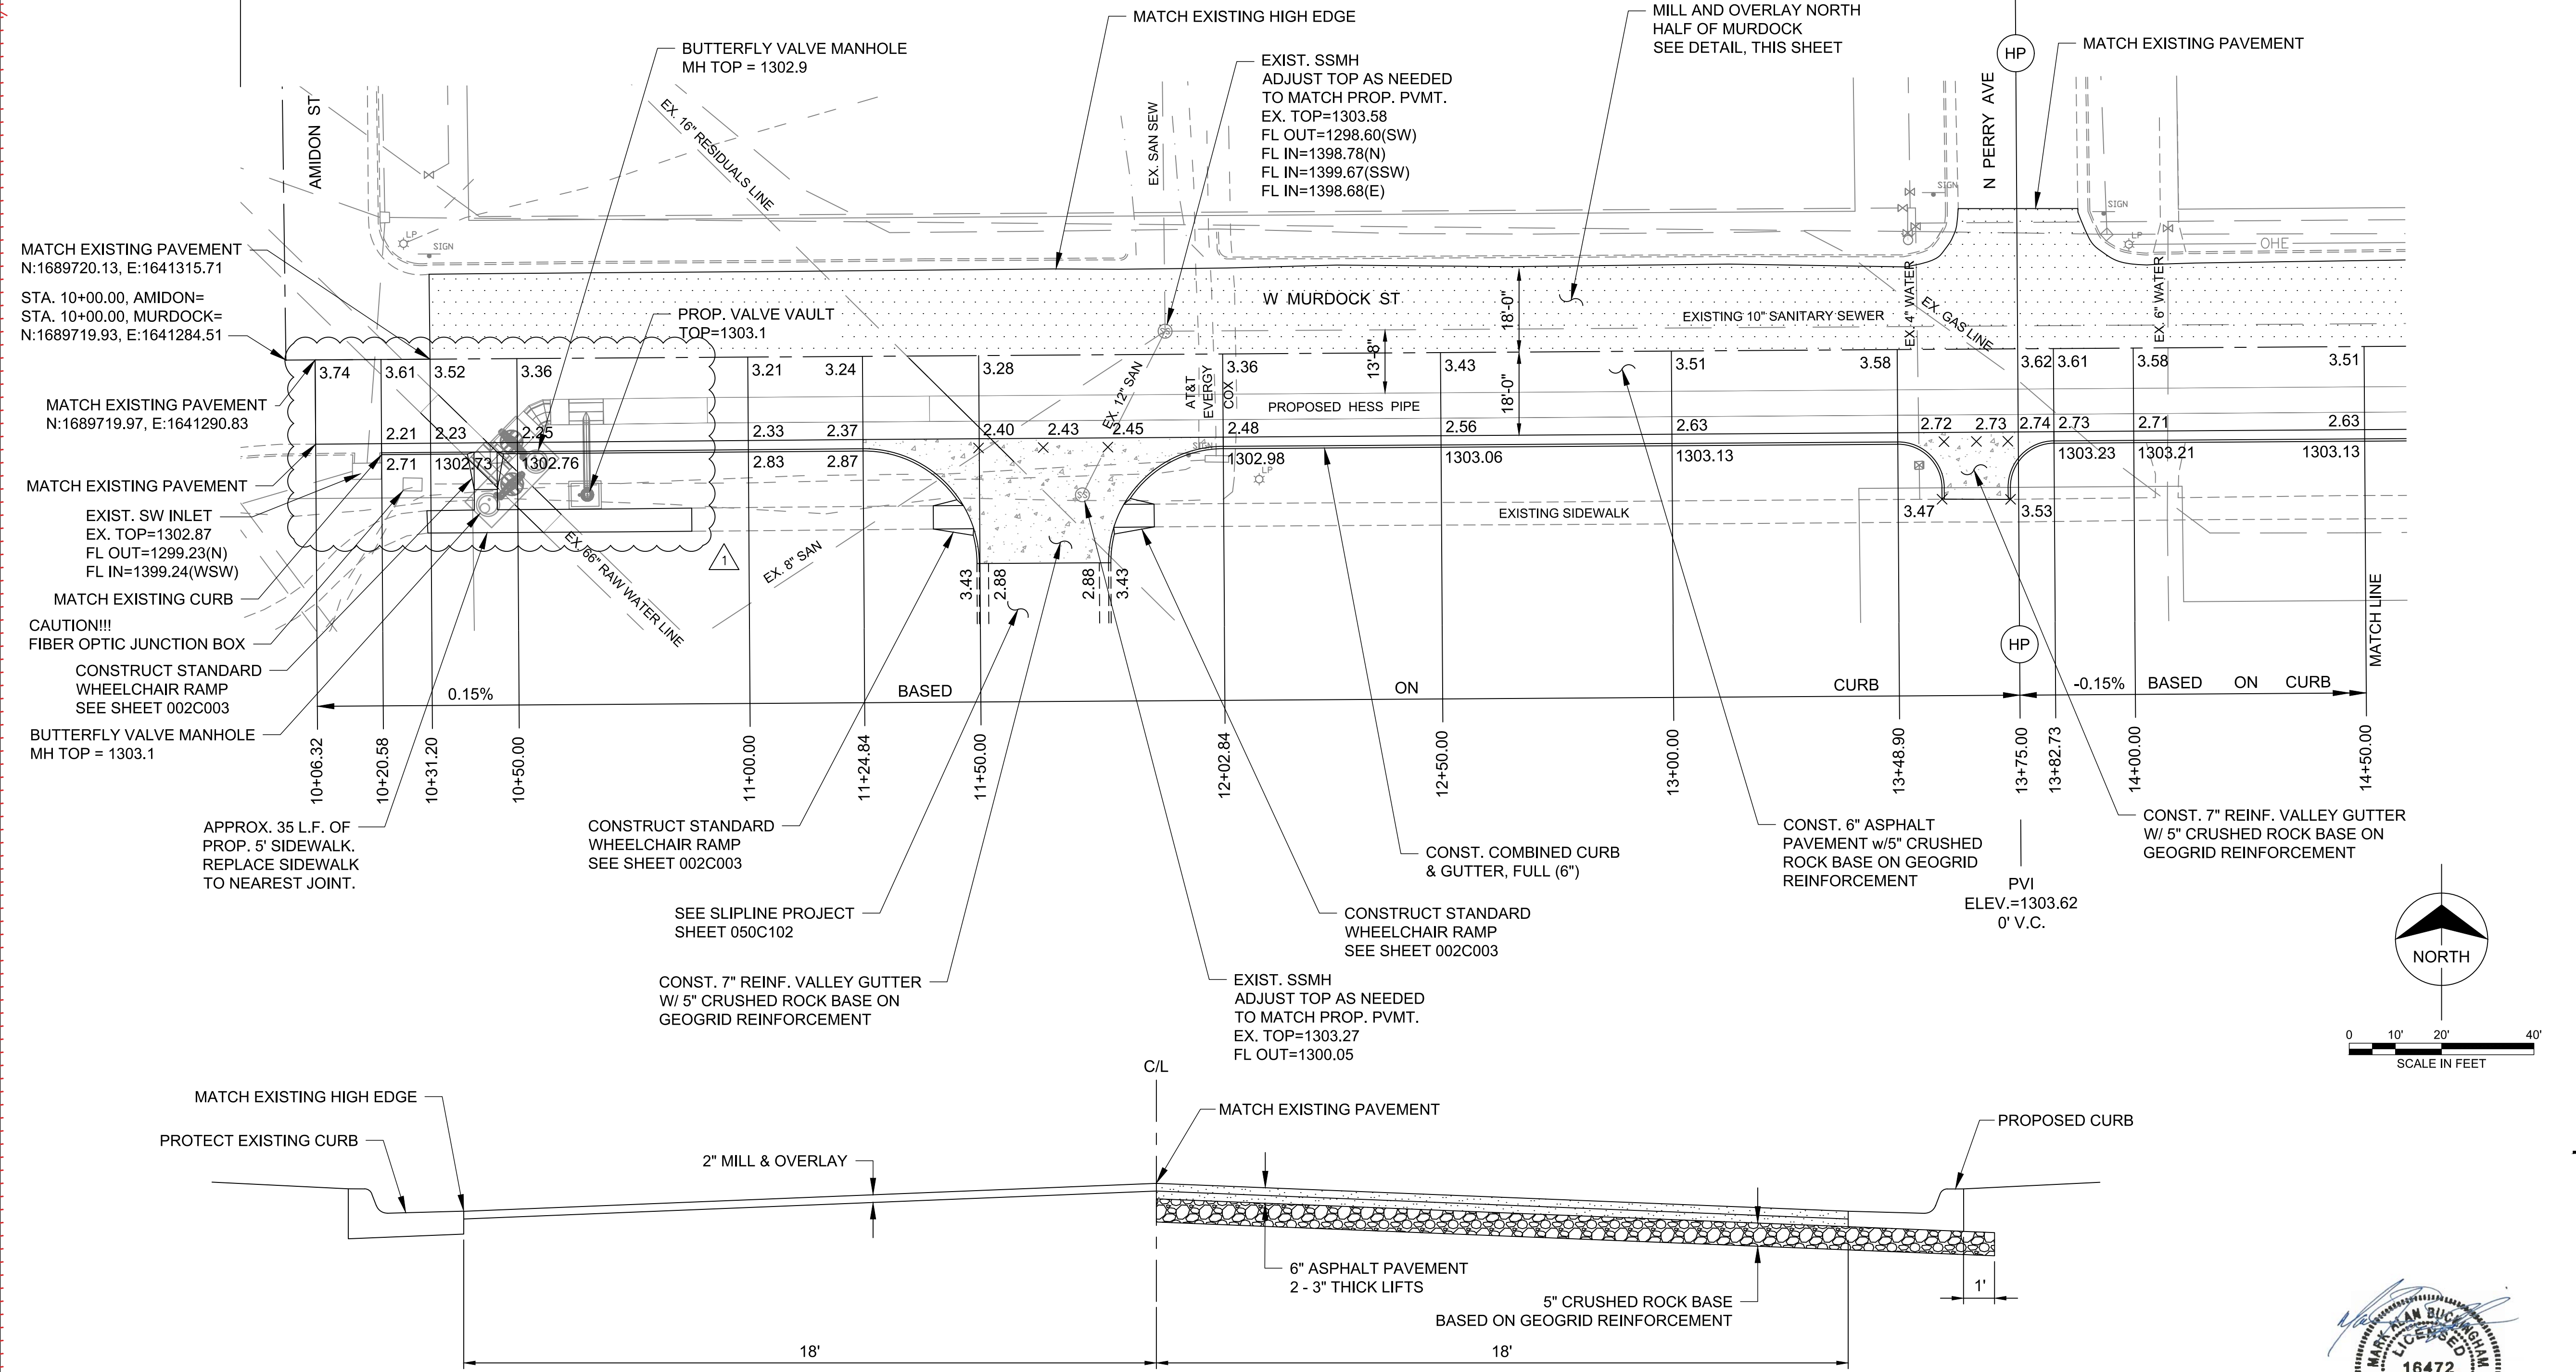 MATCH EXISTING HIGH EDGE
MILL AND OVERLAY NORTH
HALF OF MURDOCK
SEE DETAIL, THIS SHEET
HP
MATCH EXISTING PAVEMENT
BUTTERFLY VALVE MANHOLE
MH TOP = 1302.9
EXIST. SSMH
ADJUST TOP AS NEEDED
TO MATCH PROP. PVMT.
EX. TOP=1303.58
FL OUT=1298.60(SW)
FL IN=1398.78(N)
FL IN=1399.67(SSW)
FL IN=1398.68(E)
AMIDON ST
EX. 16" RESIDUALS LINE
EX. SAN SEW
N PERRY AVE
SIGN
SIGN
LP
SIGN
LP
OHE
MATCH EXISTING PAVEMENT
N:1689720.13, E:1641315.71
STA. 10+00.00, AMIDON=
STA. 10+00.00, MURDOCK=
N:1689719.93, E:1641284.51
PROP. VALVE VAULT
TOP=1303.1
W MURDOCK ST
SS
18'-0"
EXISTING 10" SANITARY SEWER
EX. 4" WATER
EX. GAS LINE
EX. 6" WATER
3.74
3.61
3.52
3.36
3.21
3.24
3.28
3.36
13'-8"
3.43
18'-0"
3.51
3.58
3.62
3.61
3.58
3.51
MATCH EXISTING PAVEMENT
N:1689719.97, E:1641290.83
EX. 12" SAN
AT&T
EVERGY
COX
PROPOSED HESS PIPE
2.21
2.23
2.25
2.33
2.37
2.40
2.43
2.45
2.48
2.56
2.63
2.72
2.73
2.74
2.73
2.71
2.63
SIGN
2.71
1302.73
1302.76
2.83
2.87
1302.98
1303.06
1303.13
1303.23
1303.21
1303.13
LP
MATCH EXISTING PAVEMENT
SS
EXISTING SIDEWALK
3.47
3.53
EXIST. SW INLET
EX. TOP=1302.87
FL OUT=1299.23(N)
FL IN=1399.24(WSW)
EX. 66" RAW WATER LINE
1
EX. 8" SAN
3.43
2.88
2.88
3.43
MATCH LINE
MATCH EXISTING CURB
CAUTION!!!
FIBER OPTIC JUNCTION BOX
HP
CONSTRUCT STANDARD
WHEELCHAIR RAMP
SEE SHEET 002C003
0.15%
BASED
ON
CURB
-0.15%
BASED
ON
CURB
BUTTERFLY VALVE MANHOLE
MH TOP = 1303.1
10+06.32
10+20.58
10+31.20
10+50.00
11+00.00
11+24.84
11+50.00
12+02.84
12+50.00
13+00.00
13+48.90
13+75.00
13+82.73
14+00.00
14+50.00
APPROX. 35 L.F. OF
PROP. 5' SIDEWALK.
REPLACE SIDEWALK
TO NEAREST JOINT.
CONSTRUCT STANDARD
WHEELCHAIR RAMP
SEE SHEET 002C003
CONST. COMBINED CURB
& GUTTER, FULL (6")
CONST. 6" ASPHALT
PAVEMENT w/5" CRUSHED
ROCK BASE ON GEOGRID
REINFORCEMENT
CONST. 7" REINF. VALLEY GUTTER
W/ 5" CRUSHED ROCK BASE ON
GEOGRID REINFORCEMENT
PVI
ELEV.=1303.62
0' V.C.
SEE SLIPLINE PROJECT
SHEET 050C102
CONSTRUCT STANDARD
WHEELCHAIR RAMP
SEE SHEET 002C003
NORTH
CONST. 7" REINF. VALLEY GUTTER
W/ 5" CRUSHED ROCK BASE ON
GEOGRID REINFORCEMENT
EXIST. SSMH
ADJUST TOP AS NEEDED
TO MATCH PROP. PVMT.
EX. TOP=1303.27
FL OUT=1300.05
0 10' 20' 40'
SCALE IN FEET
C/L
MATCH EXISTING HIGH EDGE
MATCH EXISTING PAVEMENT
PROPOSED CURB
PROTECT EXISTING CURB
2" MILL & OVERLAY
6" ASPHALT PAVEMENT
2 - 3" THICK LIFTS
1'
5" CRUSHED ROCK BASE
BASED ON GEOGRID REINFORCEMENT
18'
18'
MARK ALAN BUCKINGHAM
LICENSED
16472